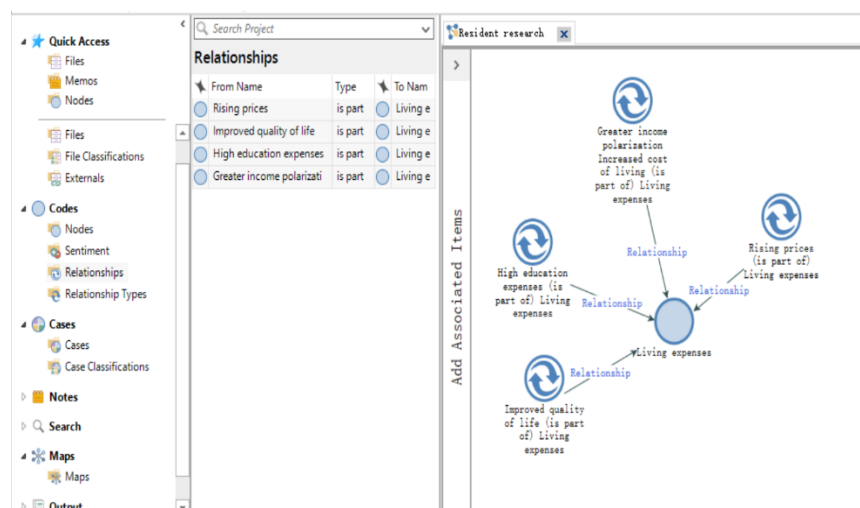 Quick Access
Files
Memos
Nodes
Files
File Classifications
Externals
Codes
Nodes
Sentiment
Relationships
Relationship Types
Cases
Cases
Case Classifications
Notes
Search
Maps
Maps
Output
Search Project
Relationships
From Name Type To Nam
Rising prices is part Living e
Improved quality of life is part Living e
High education expenses is part Living e
Greater income polarizati is part Living e
Resident research
Add Associated Items
Greater income
polarization
Increased cost
of living (is
part of) Living
expenses
Rising prices
(is part of)
Living expenses
High education
expenses (is
part of) Living
expenses
Relationship
Relationship
Relationship
Relationship
Living expenses
Improved quality
of life (is part
of) Living
expenses